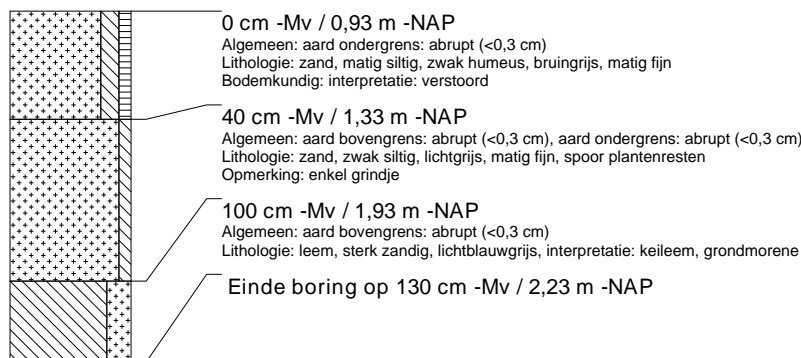 0 cm -Mv / 0,93 m -NAP
Algemeen: aard ondergrens: abrupt (<0,3 cm)
Lithologie: zand, matig siltig, zwak humeus, bruingrijs, matig fijn
Bodemkundig: interpretatie: verstoord
40 cm -Mv / 1,33 m -NAP
Algemeen: aard bovengrens: abrupt (<0,3 cm), aard ondergrens: abrupt (<0,3 cm)
Lithologie: zand, zwak siltig, lichtgrijs, matig fijn, spoor plantenresten
Opmerking: enkel grindje
100 cm -Mv / 1,93 m -NAP
Algemeen: aard bovengrens: abrupt (<0,3 cm)
Lithologie: leem, sterk zandig, lichtblauwgrijs, interpretatie: keileem, grondmorene
Einde boring op 130 cm -Mv / 2,23 m -NAP